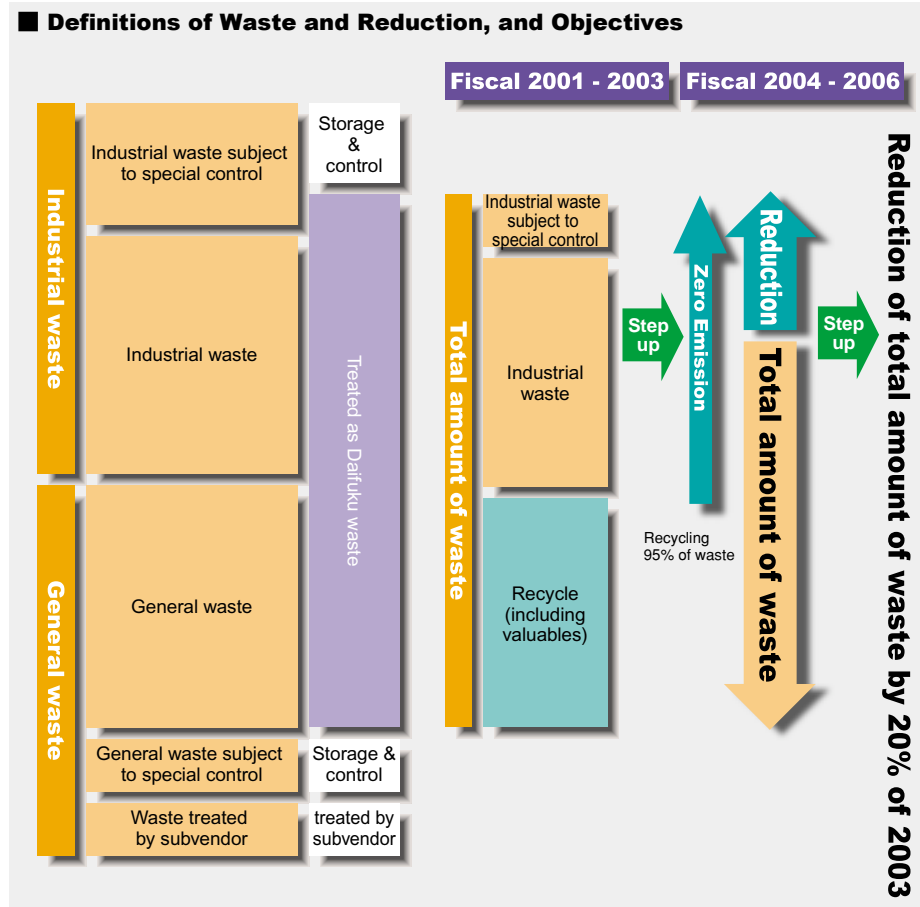 ■ Definitions of Waste and Reduction, and Objectives
Fiscal 2001 - 2003
Fiscal 2004 - 2006
Industrial waste
Industrial waste subject
to special control
Storage
&
control
Industrial waste
Treated as Daifuku waste
General waste
General waste
General waste subject
to special control
Storage &
control
Waste treated
by subvendor
treated by
subvendor
Total amount of waste
Industrial waste
subject to
special control
Industrial
waste
Recycle
(including
valuables)
Step
up
Zero Emission
Recycling
95% of waste
Reduction
Total amount of waste
Step
up
Reduction of total amount of waste by 20% of 2003